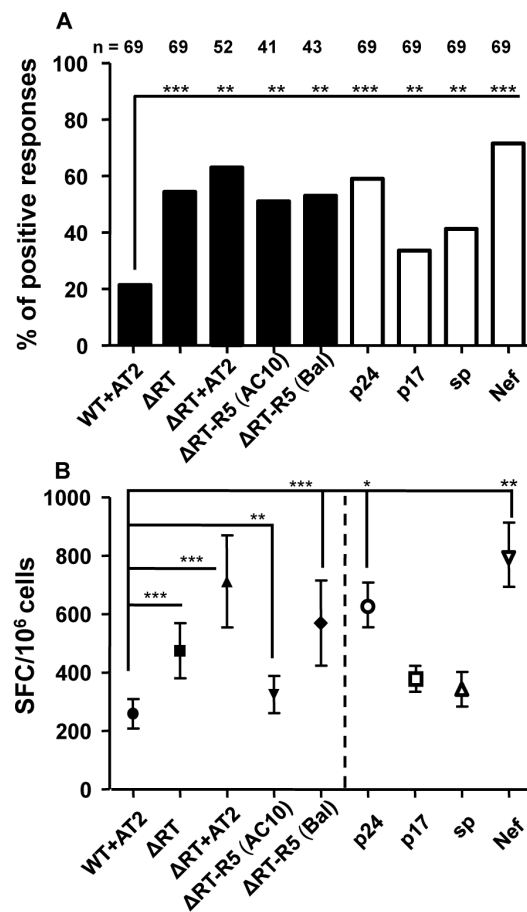 A
n = 69 69 52 41 43 69 69 69 69
100
*** ** ** ** *** ** ** ***
80
60
40
20
0
% of positive responses
WT+AT2 ΔRT ΔRT+AT2 ΔRT-R5 (AC10) ΔRT-R5 (Bal) p24 p17 sp Nef
B
1000
*** * **
**
***
***
800
600
400
200
0
SFC/10⁶ cells
WT+AT2 ΔRT ΔRT+AT2 ΔRT-R5 (AC10) ΔRT-R5 (Bal) p24 p17 sp Nef